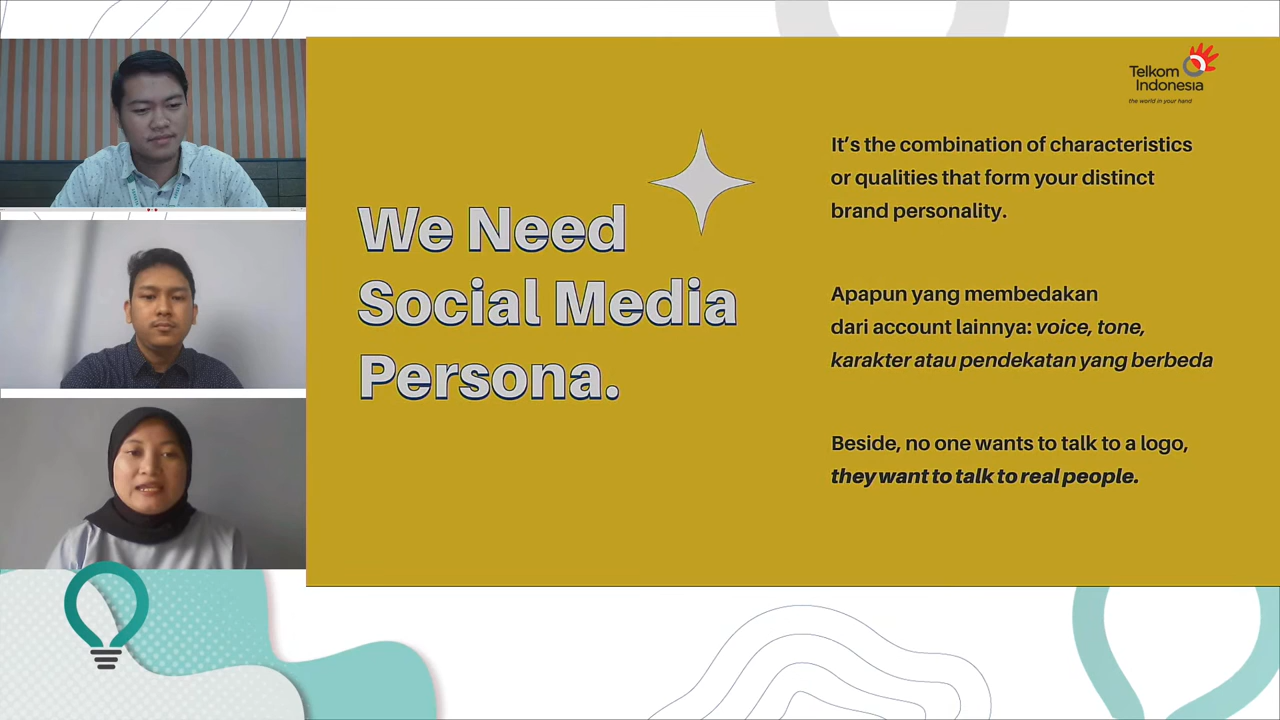 Telkom
Indonesia
the world in your hand
We Need
Social Media
Persona.
It's the combination of characteristics
or qualities that form your distinct
brand personality.
Apapun yang membedakan
dari account lainnya: voice, tone,
karakter atau pendekatan yang berbeda
Beside, no one wants to talk to a logo,
they want to talk to real people.